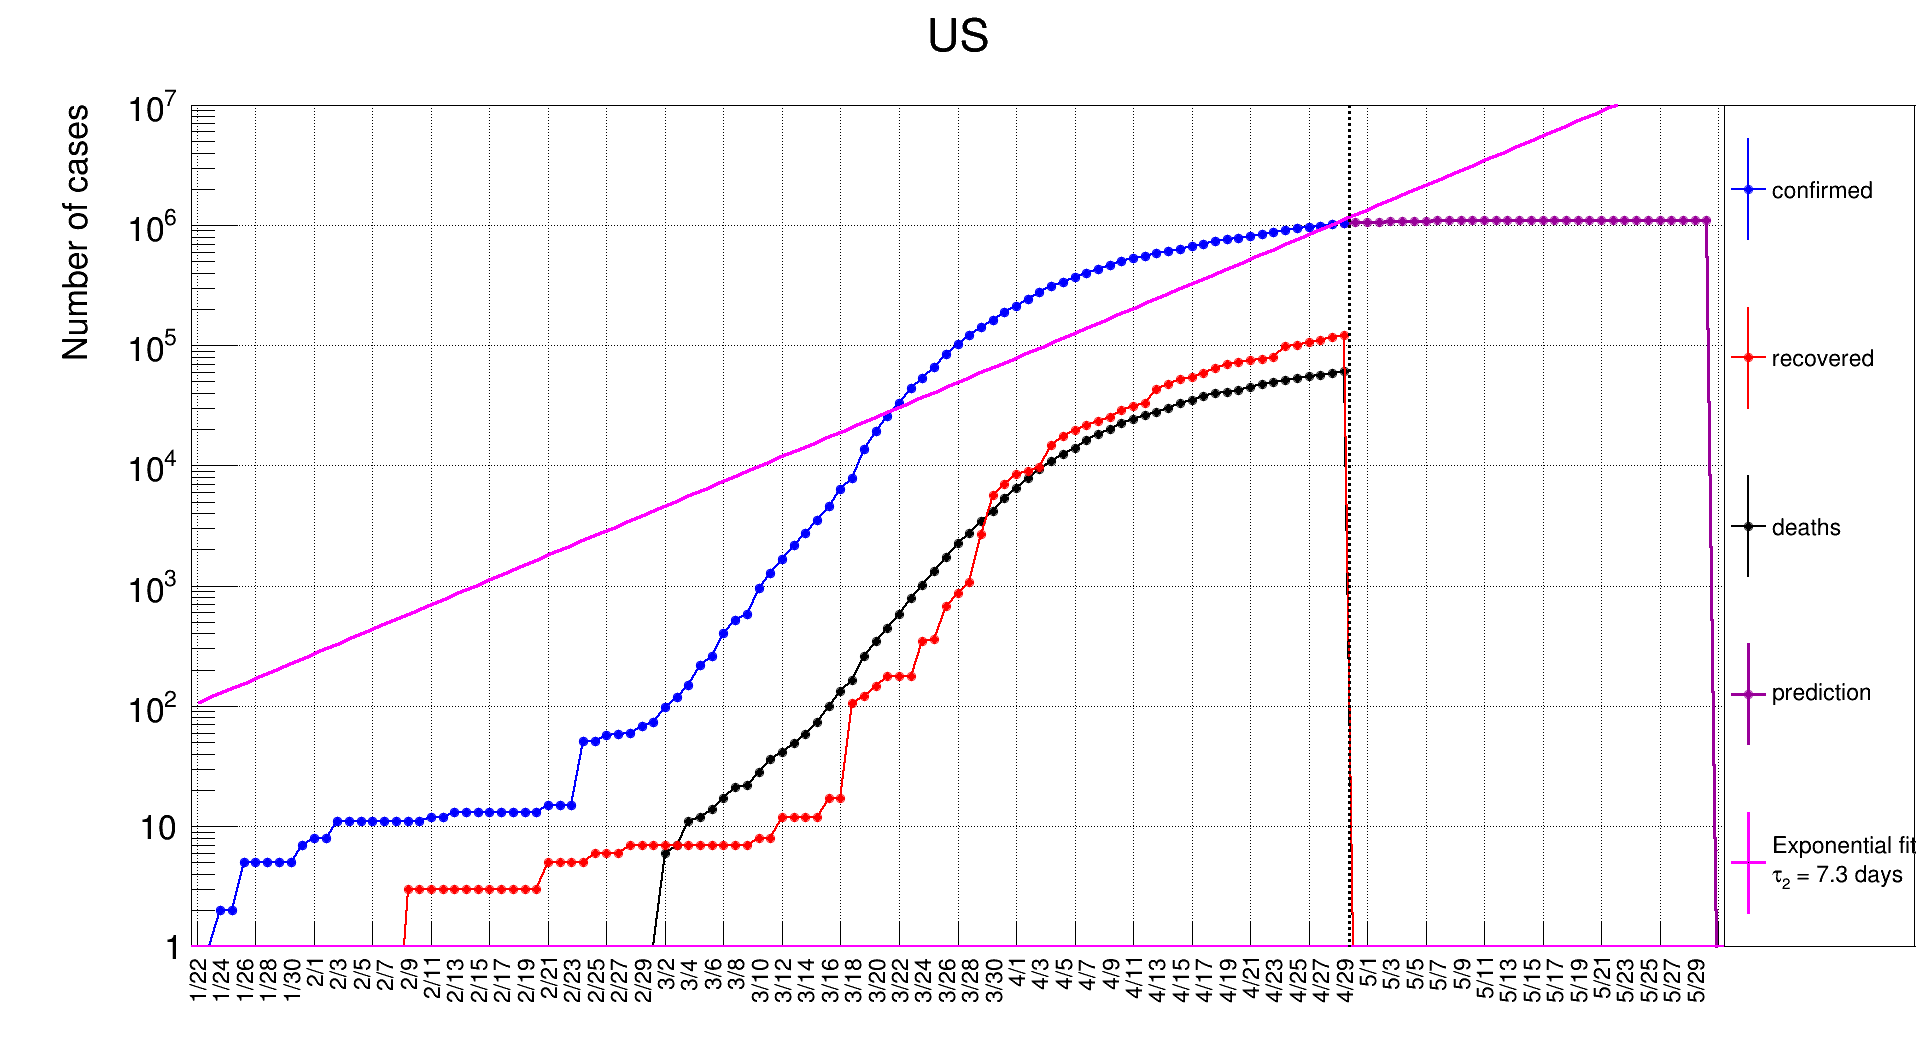 US
Number of cases
10^7
10^6
10^5
10^4
10^3
10^2
10
1
1/22 1/24 1/26 1/28 1/30 2/1 2/3 2/5 2/7 2/9 2/11 2/13 2/15 2/17 2/19 2/21 2/23 2/25 2/27 2/29 3/2 3/4 3/6 3/8 3/10 3/12 3/14 3/16 3/18 3/20 3/22 3/24 3/26 3/28 3/30 4/1 4/3 4/5 4/7 4/9 4/11 4/13 4/15 4/17 4/19 4/21 4/23 4/25 4/27 4/29 5/1 5/3 5/5 5/7 5/9 5/11 5/13 5/15 5/17 5/19 5/21 5/23 5/25 5/27 5/29
confirmed
recovered
deaths
prediction
Exponential fit
τ₂ = 7.3 days